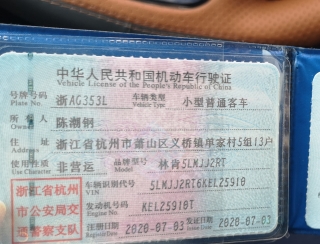 中华人民共和国机动车行驶证
Vehicle License of the People's Republic of China
号牌号码 浙AG353L 车辆类型 小型普通客车
Plate No. Vehicle Type
所有人 陈潮钢
Owner
住址 浙江省杭州市萧山区义桥镇单家村5组13户
Address
使用性质 非营运 品牌型号 林肯5LMJJ2RT
Use Character Model
浙江省杭州市公安局交通警察支队
车辆识别代号 5LMJJ2RT6KEL25910
VIN
发动机号码 KEL25910T
Engine No.
注册日期 2020-07-03 发证日期 2020-07-03
Register Date Issue Date